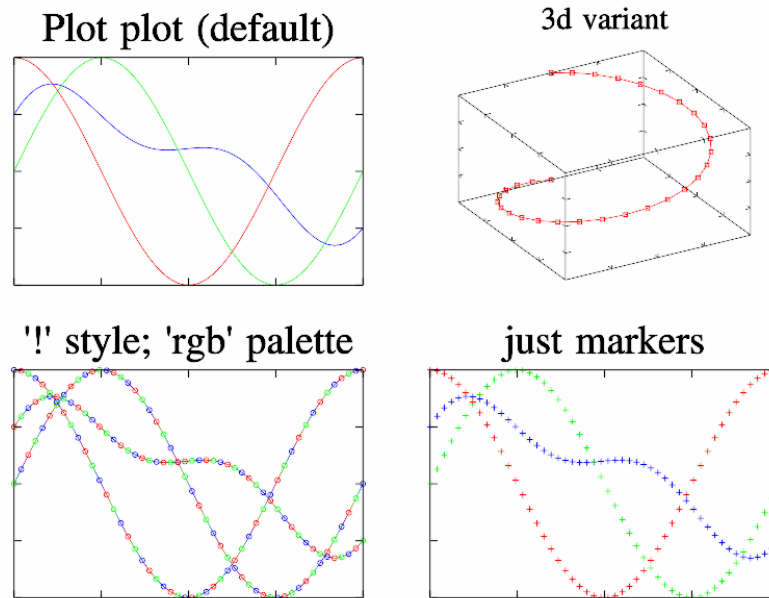 Plot plot (default)
3d variant
'!' style; 'rgb' palette
just markers